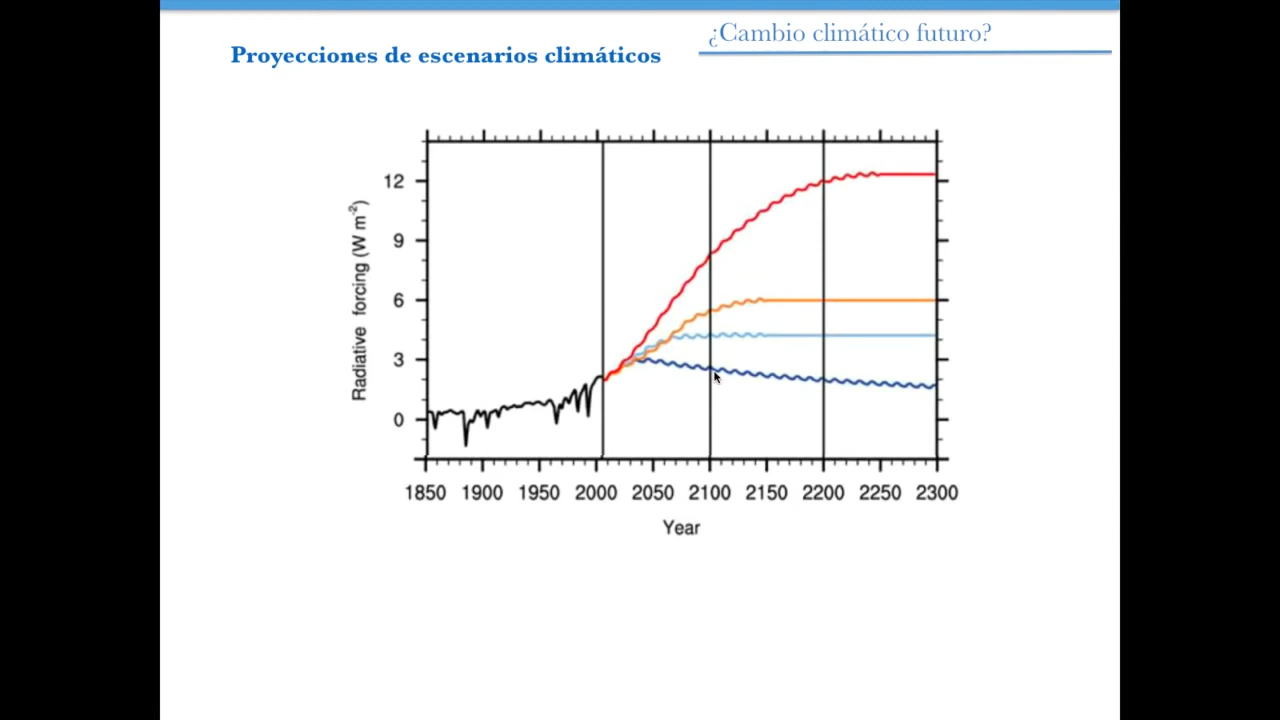 ¿Cambio climático futuro?
Proyecciones de escenarios climáticos
12
9
6
3
0
Radiative forcing (W m-2)
1850 1900 1950 2000 2050 2100 2150 2200 2250 2300
Year